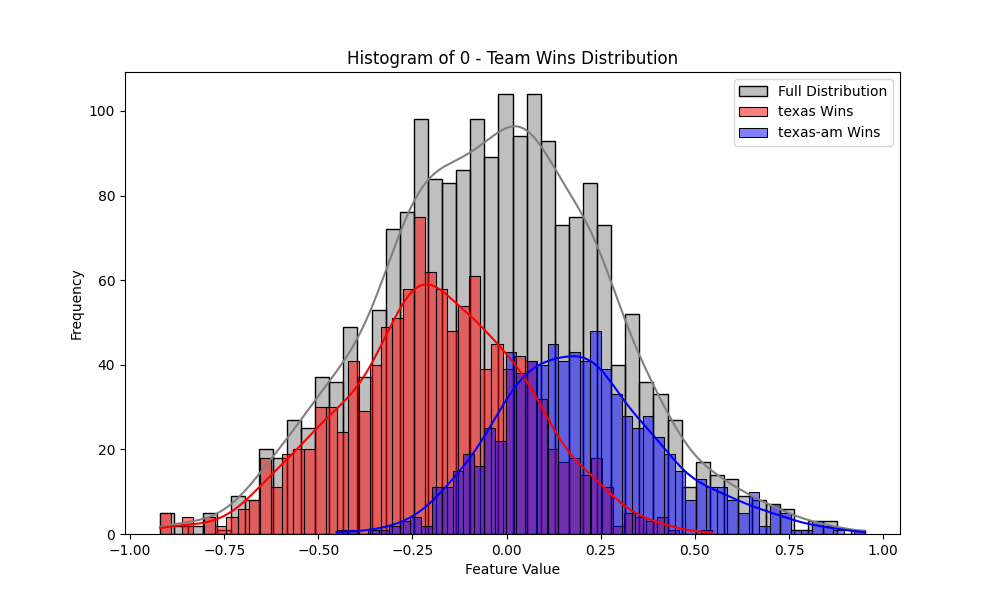 Histogram of 0 - Team Wins Distribution
Full Distribution
texas Wins
texas-am Wins
Frequency
100
80
60
40
20
0
−1.00 −0.75 −0.50 −0.25 0.00 0.25 0.50 0.75 1.00
Feature Value